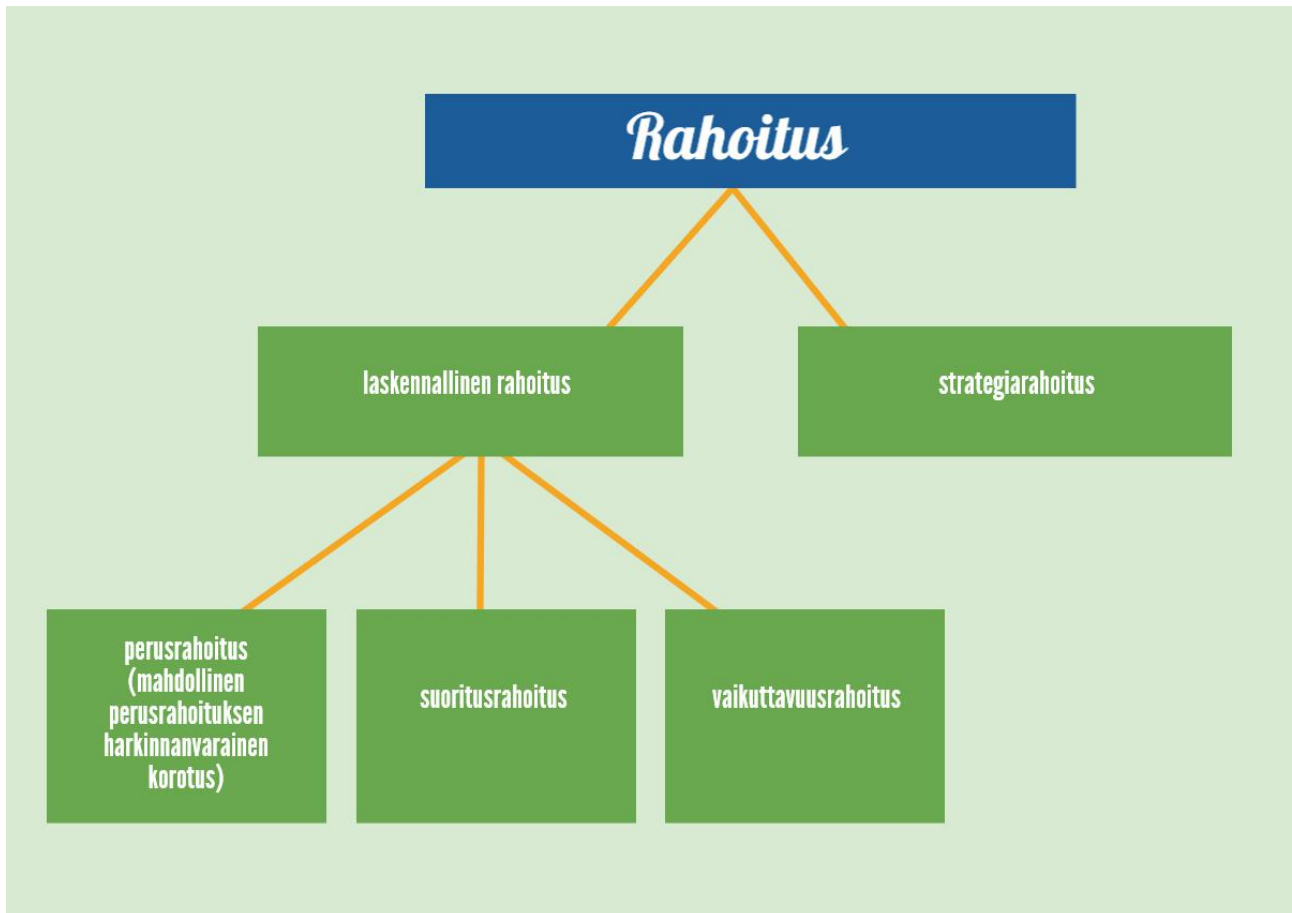 Rahoitus
laskennallinen rahoitus
strategiarahoitus
perusrahoitus
(mahdollinen
perusrahoituksen
harkinnanvarainen
korotus)
suoritusrahoitus
vaikuttavuusrahoitus